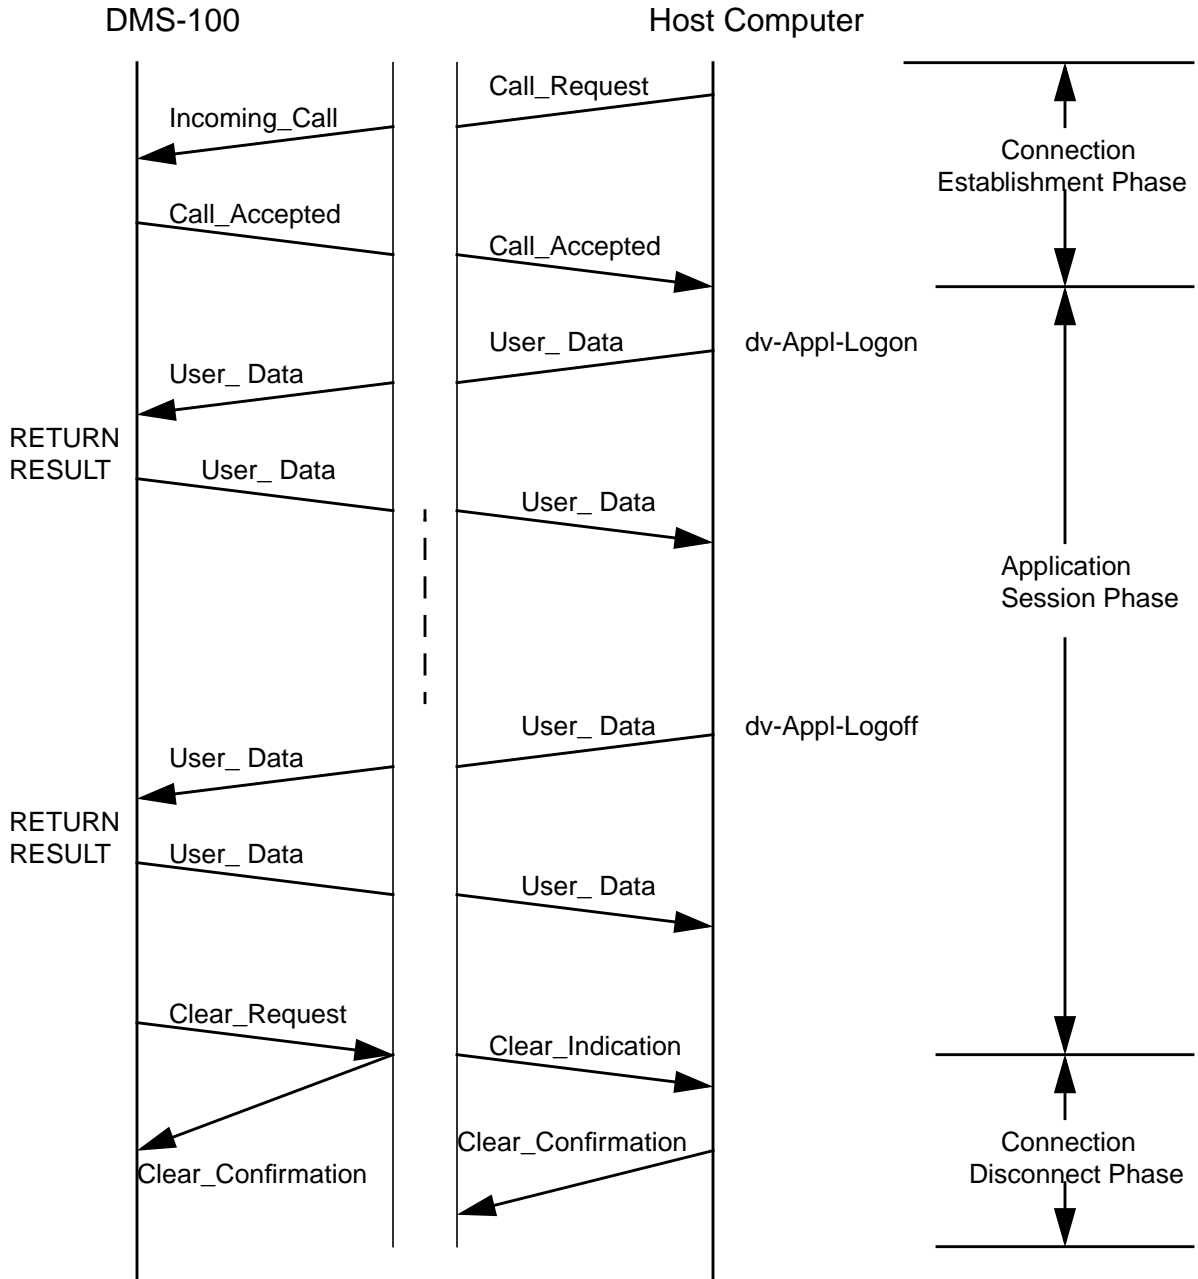 DMS-100
Host Computer
Call_Request
Incoming_Call
Connection
Establishment Phase
Call_Accepted
Call_Accepted
User_ Data
dv-Appl-Logon
User_ Data
RETURN
RESULT
User_ Data
User_ Data
Application
Session Phase
User_ Data
dv-Appl-Logoff
User_ Data
RETURN
RESULT
User_ Data
User_ Data
Clear_Request
Clear_Indication
Clear_Confirmation
Connection
Disconnect Phase
Clear_Confirmation